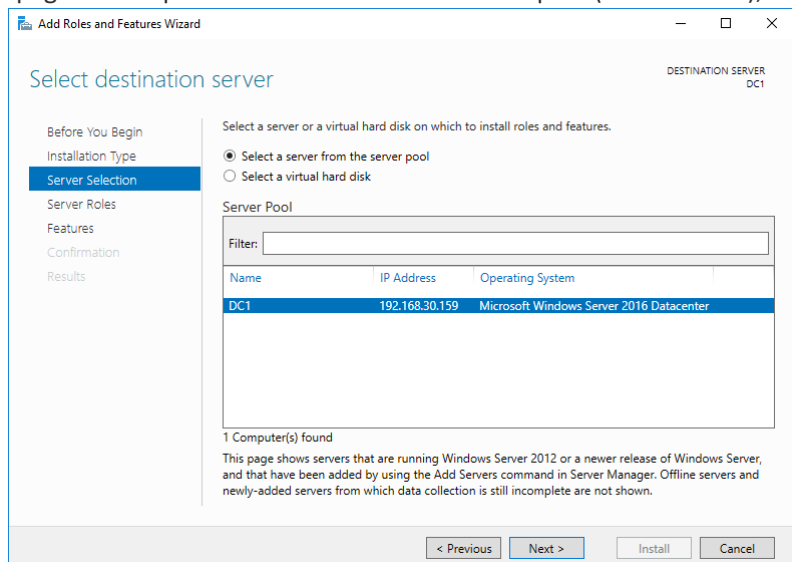 Add Roles and Features Wizard
Select destination server
DESTINATION SERVER
DC1
Before You Begin
Installation Type
Server Selection
Server Roles
Features
Confirmation
Results
Select a server or a virtual hard disk on which to install roles and features.
Select a server from the server pool
Select a virtual hard disk
Server Pool
Filter:
Name IP Address Operating System
DC1 192.168.30.159 Microsoft Windows Server 2016 Datacenter
1 Computer(s) found
This page shows servers that are running Windows Server 2012 or a newer release of Windows Server,
and that have been added by using the Add Servers command in Server Manager. Offline servers and
newly-added servers from which data collection is still incomplete are not shown.
< Previous Next > Install Cancel